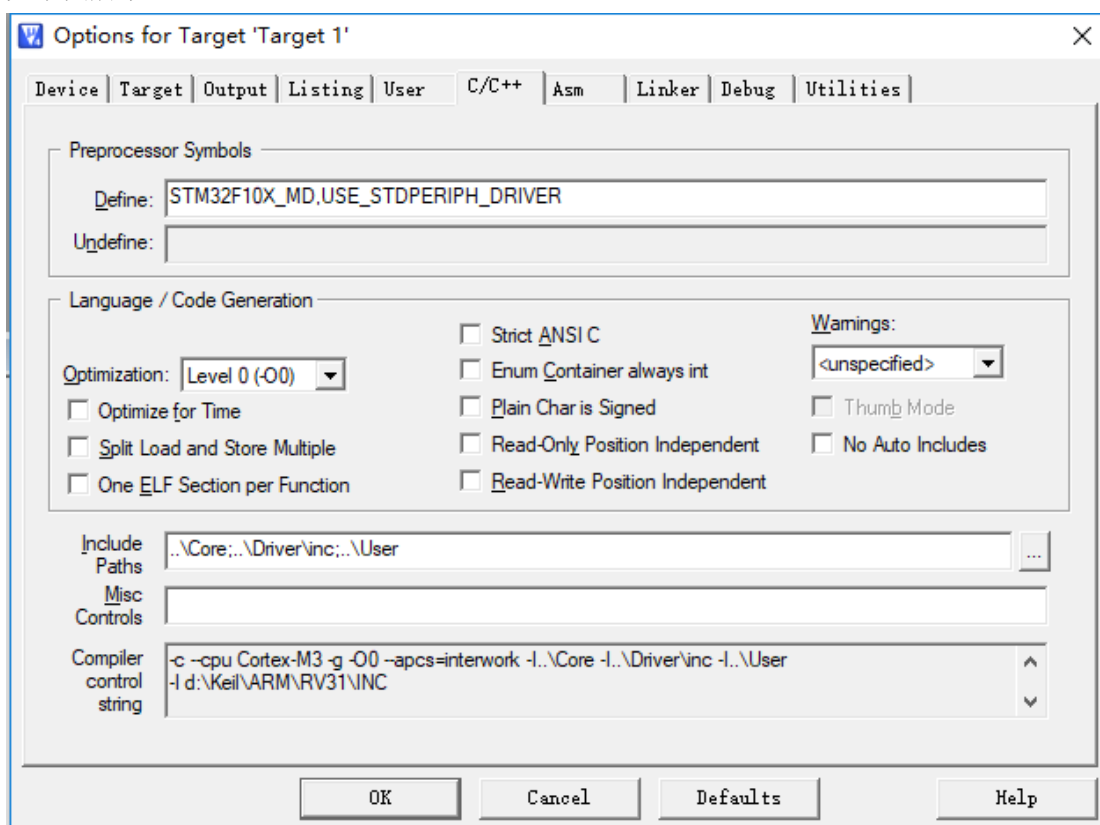 Options for Target 'Target 1'
Device Target Output Listing User C/C++ Asm Linker Debug Utilities
Preprocessor Symbols
Define: STM32F10X_MD,USE_STDPERIPH_DRIVER
Undefine:
Language / Code Generation
Optimization: Level 0 (-O0)
Optimize for Time
Split Load and Store Multiple
One ELF Section per Function
Strict ANSI C
Enum Container always int
Plain Char is Signed
Read-Only Position Independent
Read-Write Position Independent
Warnings:
<unspecified>
Thumb Mode
No Auto Includes
Include Paths
..\Core;..\Driver\inc;..\User
...
Misc Controls
Compiler control string
-c --cpu Cortex-M3 -g -O0 --apcs=interwork -I..\Core -I..\Driver\inc -I..\User
-I d:\Keil\ARM\RV31\INC
OK Cancel Defaults Help